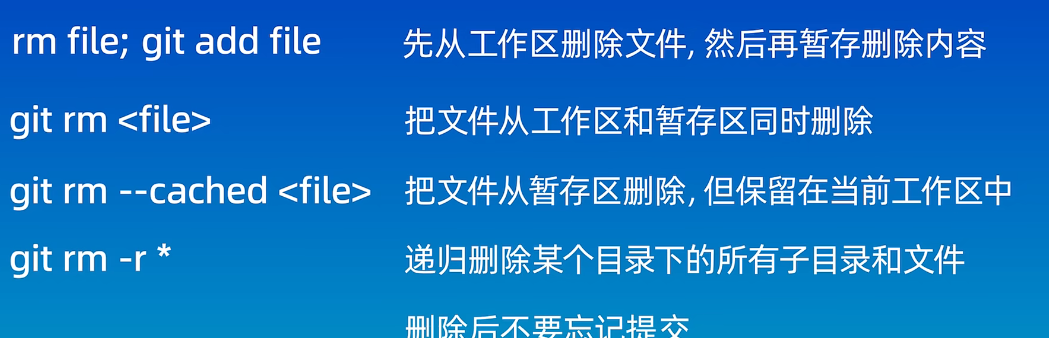 rm file; git add file 先从工作区删除文件, 然后再暂存删除内容
git rm <file> 把文件从工作区和暂存区同时删除
git rm --cached <file> 把文件从暂存区删除, 但保留在当前工作区中
git rm -r * 递归删除某个目录下的所有子目录和文件
删除后不要忘记提交